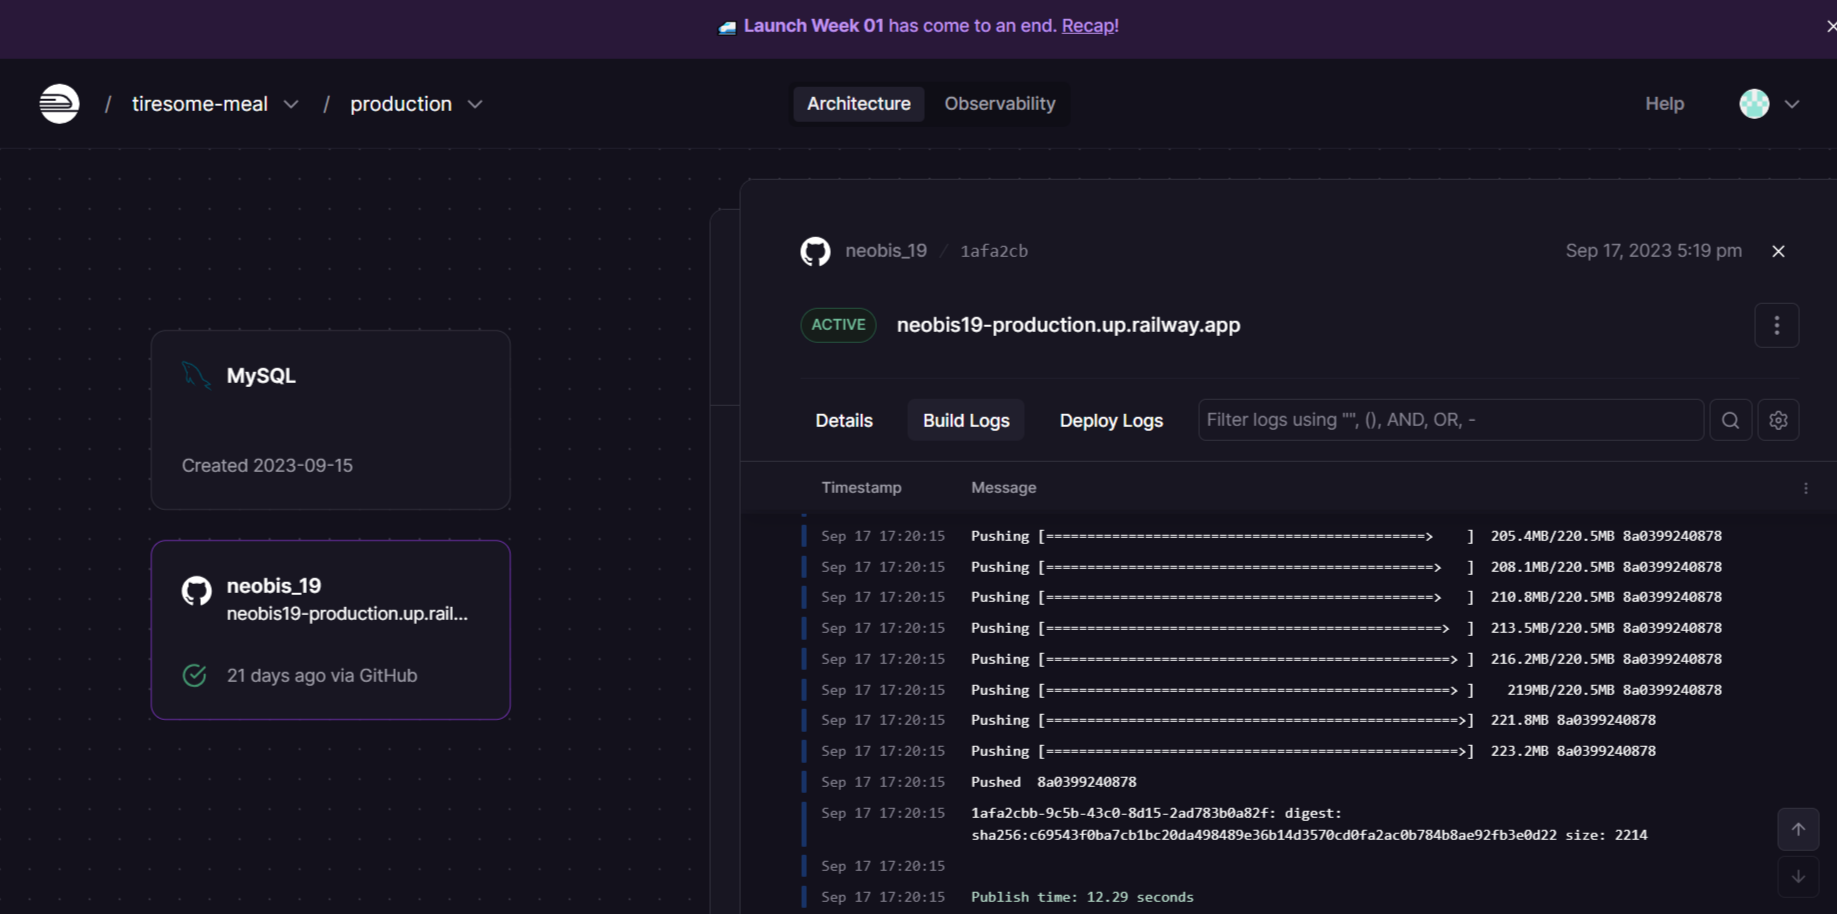 Launch Week 01 has come to an end. Recap!
/ tiresome-meal / production
Architecture Observability
Help
neobis_19 / 1afa2cb
Sep 17, 2023 5:19 pm
ACTIVE neobis19-production.up.railway.app
MySQL
Created 2023-09-15
neobis_19
neobis19-production.up.rail...
21 days ago via GitHub
Details Build Logs Deploy Logs Filter logs using "", (), AND, OR, -
Timestamp Message
Sep 17 17:20:15 Pushing [==============================================> ] 205.4MB/220.5MB 8a0399240878
Sep 17 17:20:15 Pushing [===============================================> ] 208.1MB/220.5MB 8a0399240878
Sep 17 17:20:15 Pushing [===============================================> ] 210.8MB/220.5MB 8a0399240878
Sep 17 17:20:15 Pushing [================================================> ] 213.5MB/220.5MB 8a0399240878
Sep 17 17:20:15 Pushing [=================================================> ] 216.2MB/220.5MB 8a0399240878
Sep 17 17:20:15 Pushing [=================================================> ] 219MB/220.5MB 8a0399240878
Sep 17 17:20:15 Pushing [==================================================>] 221.8MB 8a0399240878
Sep 17 17:20:15 Pushing [==================================================>] 223.2MB 8a0399240878
Sep 17 17:20:15 Pushed 8a0399240878
Sep 17 17:20:15 1afa2cbb-9c5b-43c0-8d15-2ad783b0a82f: digest:
sha256:c69543f0ba7cb1bc20da498489e36b14d3570cd0fa2ac0b784b8ae92fb3e0d22 size: 2214
Sep 17 17:20:15
Sep 17 17:20:15 Publish time: 12.29 seconds